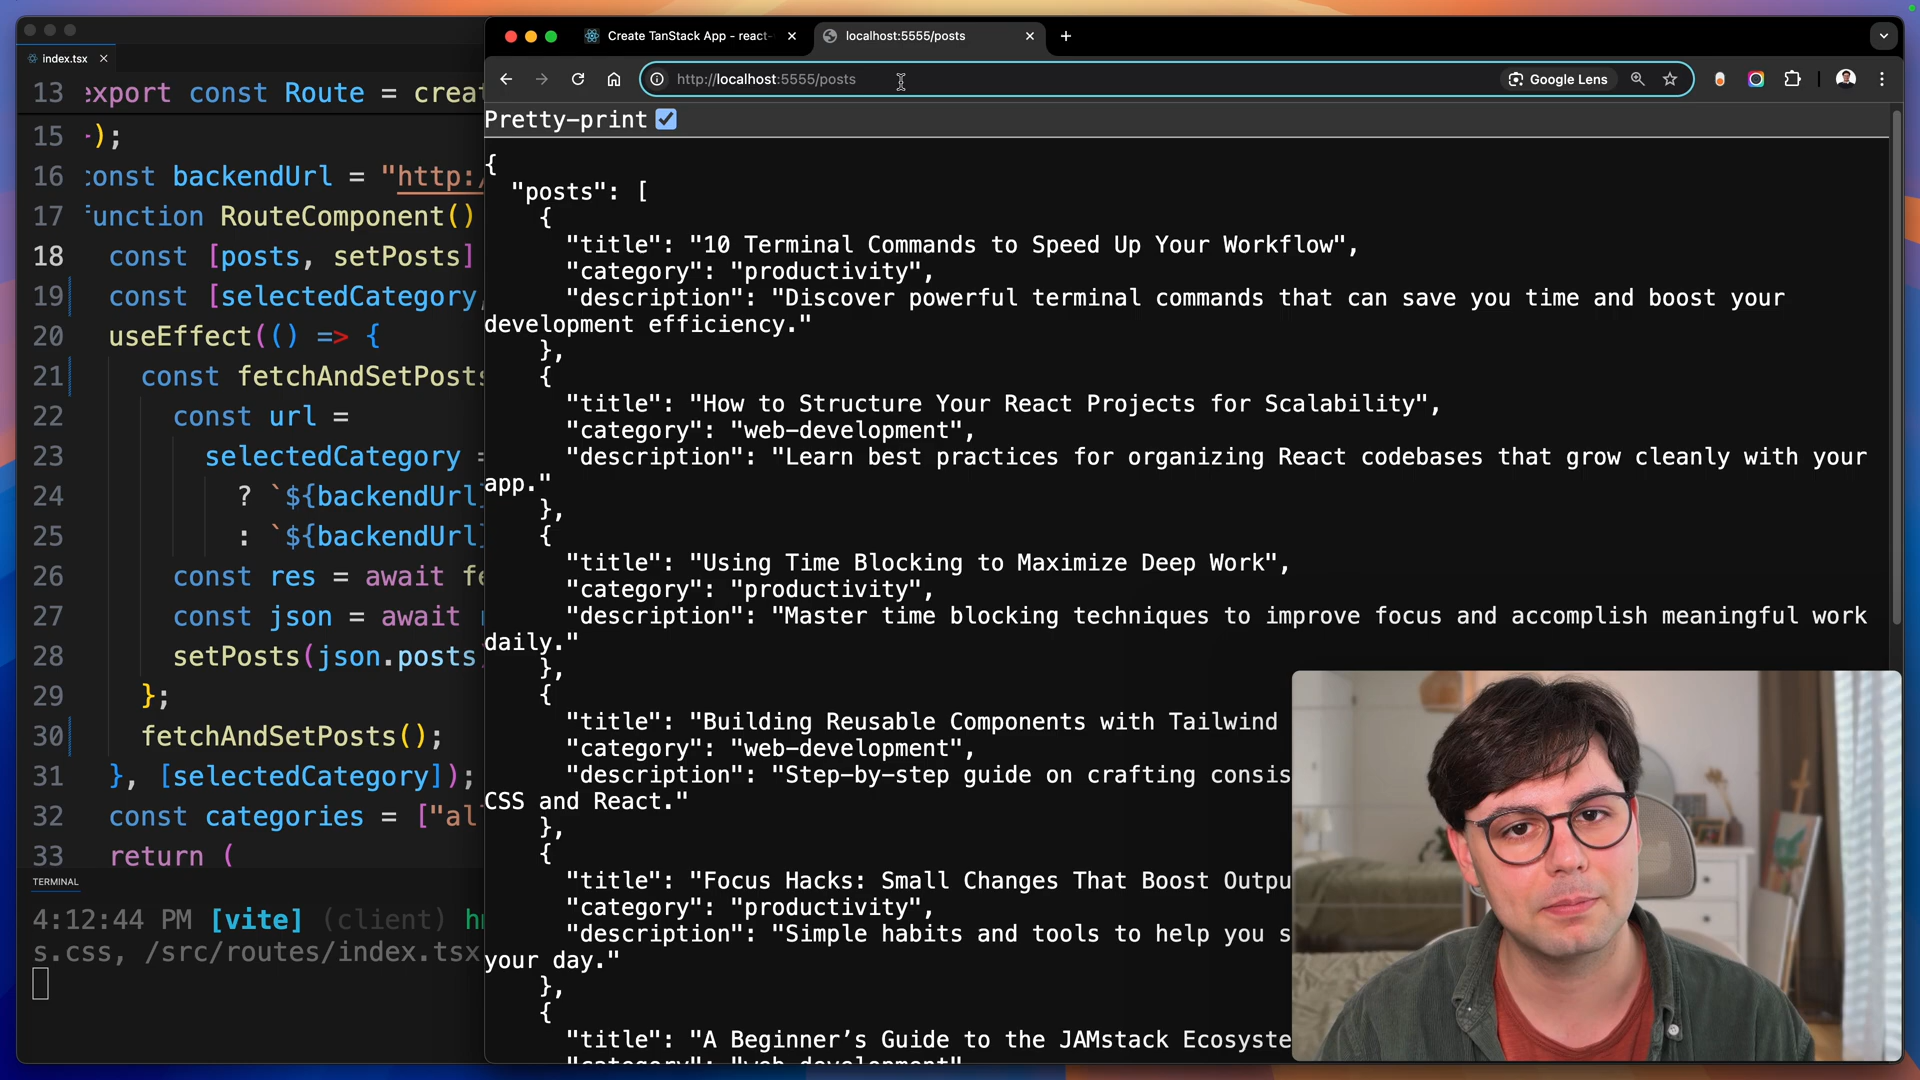 index.tsx
13 export const Route = crea
15 );
16 const backendUrl = "http:/
17 function RouteComponent()
18 const [posts, setPosts]
19 const [selectedCategory,
20 useEffect(() => {
21 const fetchAndSetPosts
22 const url =
23 selectedCategory =
24 ? `${backendUrl}
25 : `${backendUrl}
26 const res = await fe
27 const json = await
28 setPosts(json.posts
29 };
30 fetchAndSetPosts();
31 }, [selectedCategory]);
32 const categories = ["al
33 return (
TERMINAL
4:12:44 PM [vite] (client) hm
s.css, /src/routes/index.tsx
Create TanStack App - react-
localhost:5555/posts
http://localhost:5555/posts
Google Lens
Pretty-print
{
"posts": [
{
"title": "10 Terminal Commands to Speed Up Your Workflow",
"category": "productivity",
"description": "Discover powerful terminal commands that can save you time and boost your
development efficiency."
},
{
"title": "How to Structure Your React Projects for Scalability",
"category": "web-development",
"description": "Learn best practices for organizing React codebases that grow cleanly with your
app."
},
{
"title": "Using Time Blocking to Maximize Deep Work",
"category": "productivity",
"description": "Master time blocking techniques to improve focus and accomplish meaningful work
daily."
},
{
"title": "Building Reusable Components with Tailwind
"category": "web-development",
"description": "Step-by-step guide on crafting consis
CSS and React."
},
{
"title": "Focus Hacks: Small Changes That Boost Outpu
"category": "productivity",
"description": "Simple habits and tools to help you s
your day."
},
{
"title": "A Beginner’s Guide to the JAMstack Ecosyste
"category": "web-development"